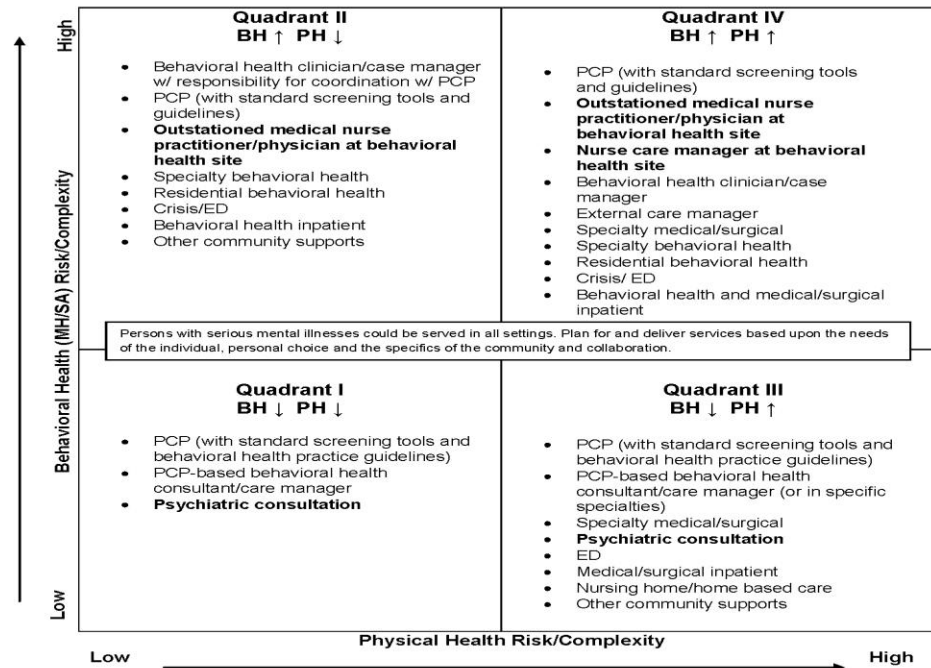 High
Behavioral Health (MH/SA) Risk/Complexity
Low
Quadrant II
BH ↑ PH ↓
• Behavioral health clinician/case manager
w/ responsibility for coordination w/ PCP
• PCP (with standard screening tools and
guidelines)
• Outstationed medical nurse
practitioner/physician at behavioral
health site
• Specialty behavioral health
• Residential behavioral health
• Crisis/ED
• Behavioral health inpatient
• Other community supports
Quadrant IV
BH ↑ PH ↑
• PCP (with standard screening tools
and guidelines)
• Outstationed medical nurse
practitioner/physician at
behavioral health site
• Nurse care manager at behavioral
health site
• Behavioral health clinician/case
manager
• External care manager
• Specialty medical/surgical
• Specialty behavioral health
• Residential behavioral health
• Crisis/ ED
• Behavioral health and medical/surgical
inpatient
Persons with serious mental illnesses could be served in all settings. Plan for and deliver services based upon the needs
of the individual, personal choice and the specifics of the community and collaboration.
Quadrant I
BH ↓ PH ↓
• PCP (with standard screening tools and
behavioral health practice guidelines)
• PCP-based behavioral health
consultant/care manager
• Psychiatric consultation
Quadrant III
BH ↓ PH ↑
• PCP (with standard screening tools and
behavioral health practice guidelines)
• PCP-based behavioral health
consultant/care manager (or in specific
specialties)
• Specialty medical/surgical
• Psychiatric consultation
• ED
• Medical/surgical inpatient
• Nursing home/home based care
• Other community supports
Physical Health Risk/Complexity
Low
High